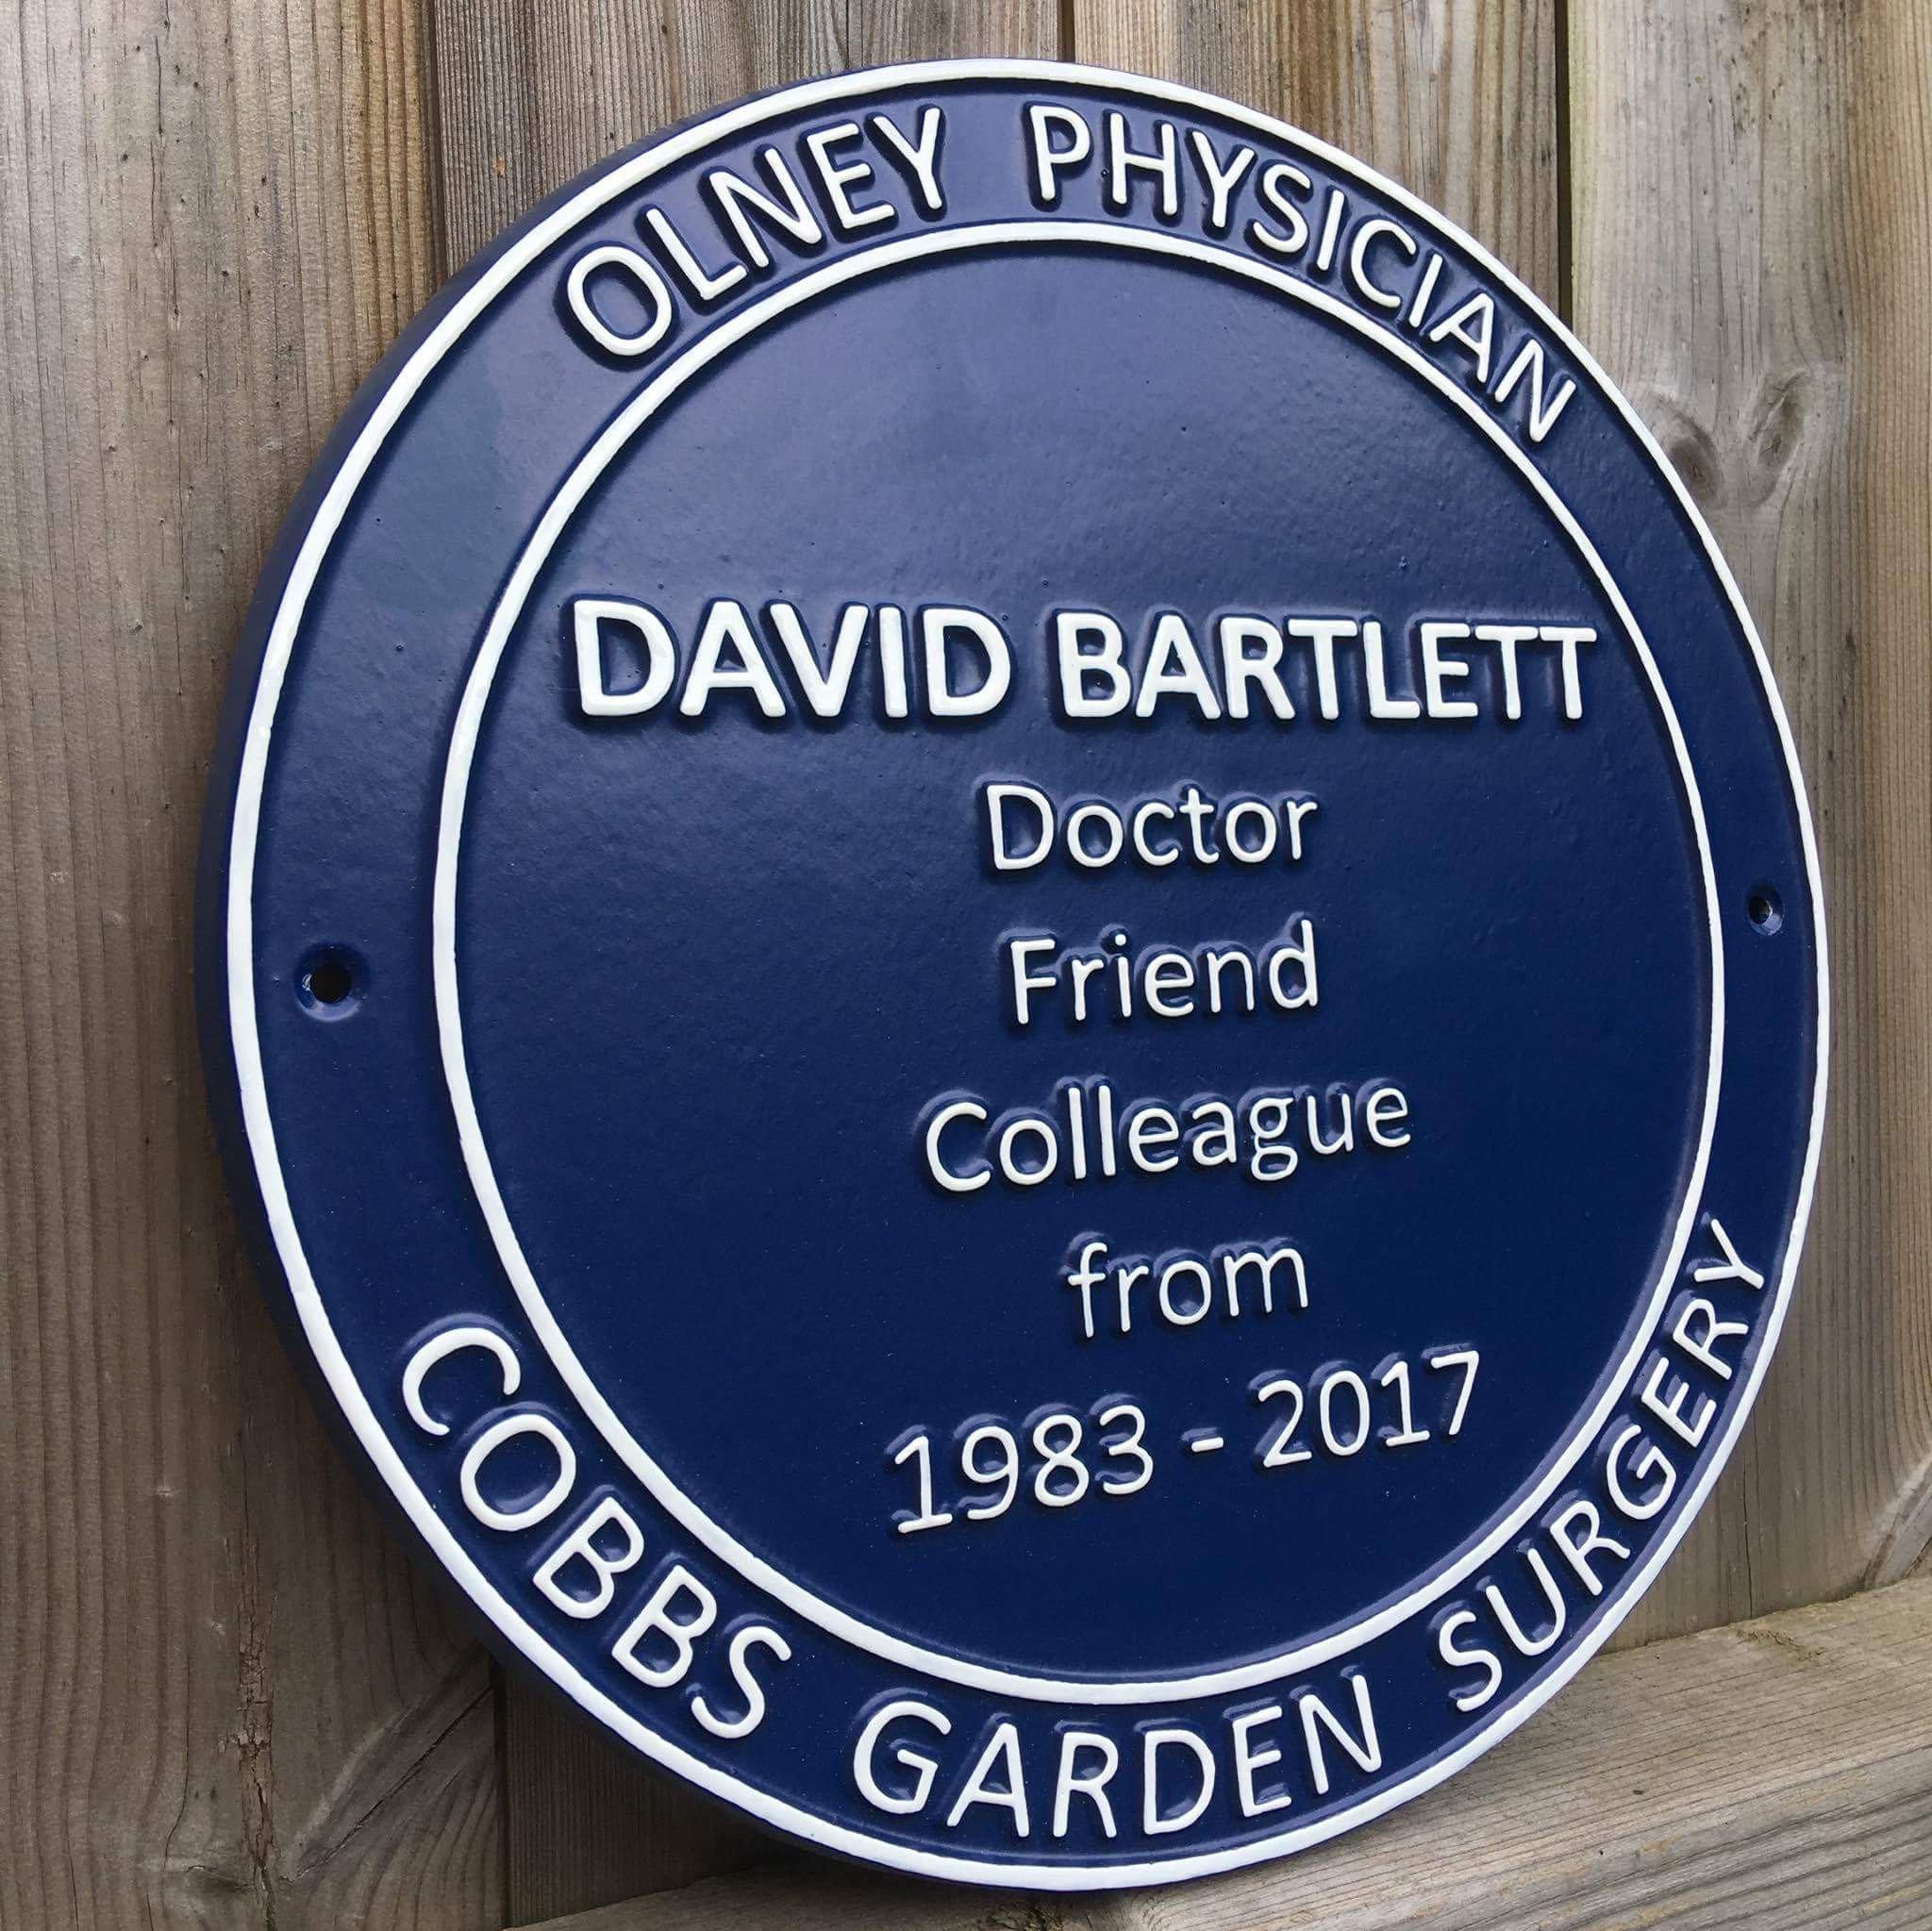 OLNEY PHYSICIAN
DAVID BARTLETT
Doctor
Friend
Colleague
from
1983 - 2017
COBBS GARDEN SURGERY